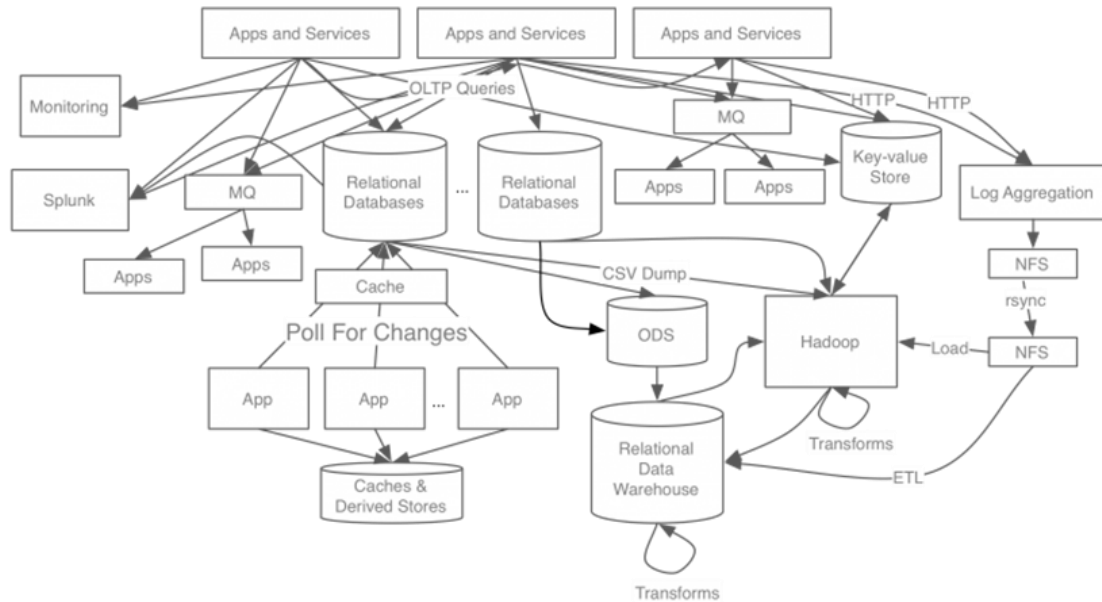 Apps and Services
Apps and Services
Apps and Services
Monitoring
OLTP Queries
HTTP
HTTP
MQ
Splunk
MQ
Relational
Databases
...
Relational
Databases
Apps
Apps
Key-value
Store
Log Aggregation
Apps
Apps
Cache
CSV Dump
NFS
rsync
Poll For Changes
ODS
Hadoop
Load
NFS
App
App
...
App
Transforms
Relational
Data
Warehouse
ETL
Caches &
Derived Stores
Transforms